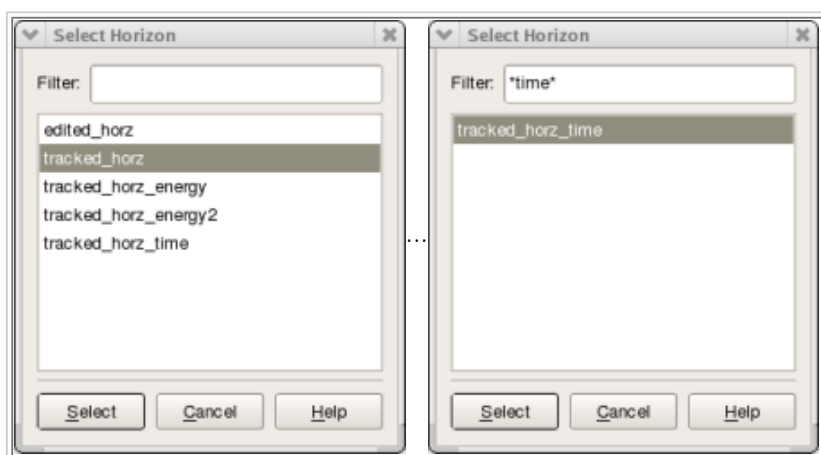 Select Horizon
Filter:
edited_horz
tracked_horz
tracked_horz_energy
tracked_horz_energy2
tracked_horz_time
Select Cancel Help
...
Select Horizon
Filter: *time*
tracked_horz_time
Select Cancel Help